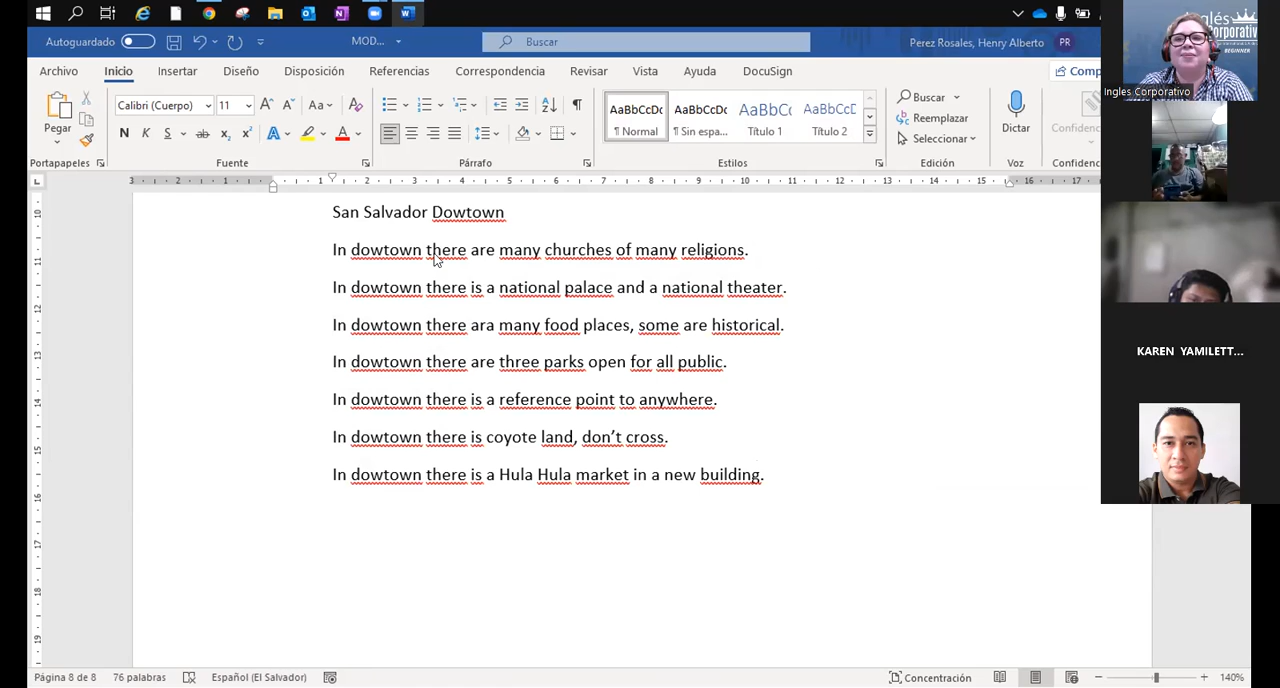 Autoguardado
MOD...
Buscar
Perez Rosales, Henry Alberto
PR
Archivo
Inicio
Insertar
Diseño
Disposición
Referencias
Correspondencia
Revisar
Vista
Ayuda
DocuSign
Comp
Pegar
Calibri (Cuerpo)
11
AaBbCcDc
AaBbCcDc
AaBbCc
AaBbCcD
¶ Normal
¶ Sin espa...
Título 1
Título 2
Buscar
Reemplazar
Seleccionar
Dictar
Confidenc
Portapapeles
Fuente
Párrafo
Estilos
Edición
Voz
Confidenc
San Salvador Dowtown
In dowtown there are many churches of many religions.
In dowtown there is a national palace and a national theater.
In dowtown there ara many food places, some are historical.
In dowtown there are three parks open for all public.
In dowtown there is a reference point to anywhere.
In dowtown there is coyote land, don't cross.
In dowtown there is a Hula Hula market in a new building.
Página 8 de 8
76 palabras
Español (El Salvador)
Concentración
140%
Ingles Corporativo
BEGINNER
KAREN YAMILETT...